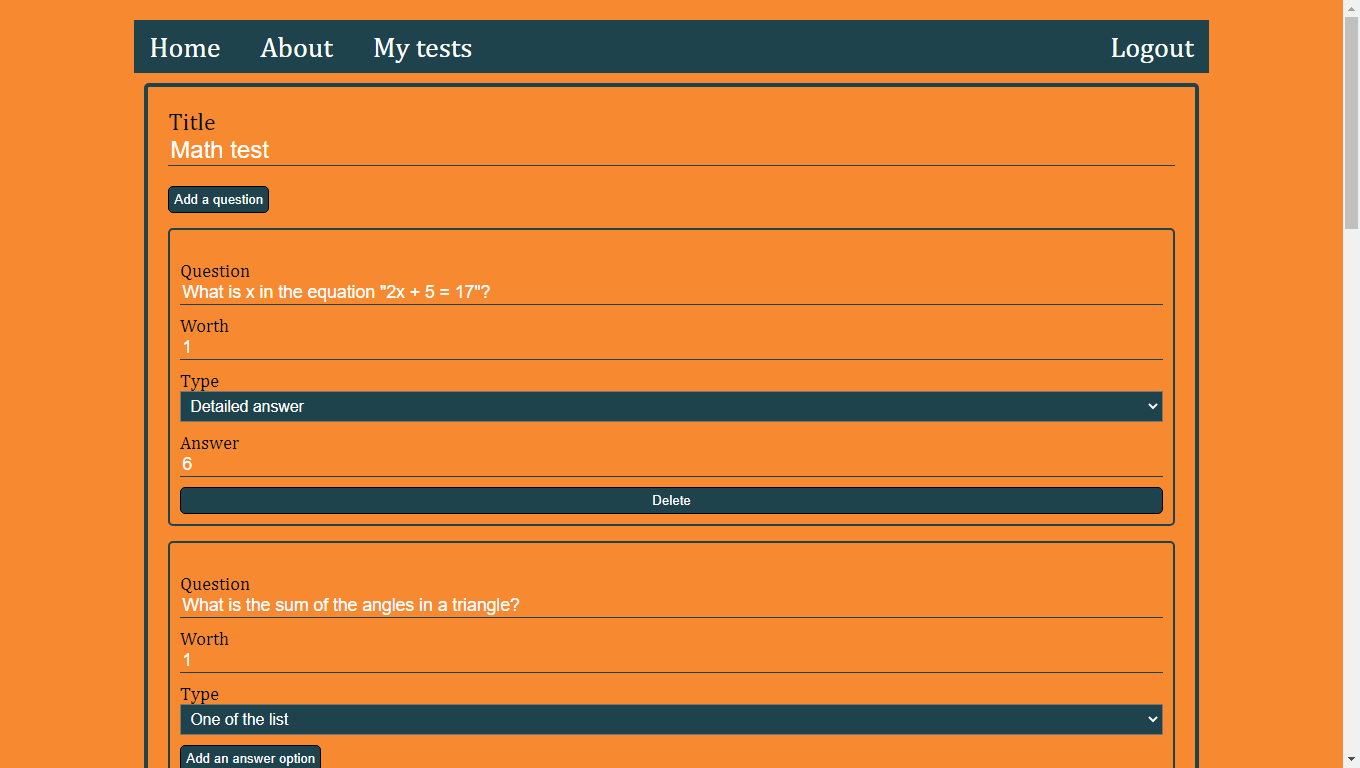 Home About My tests Logout
Title
Math test
Add a question
Question
What is x in the equation "2x + 5 = 17"?
Worth
1
Type
Detailed answer
Answer
6
Delete
Question
What is the sum of the angles in a triangle?
Worth
1
Type
One of the list
Add an answer option